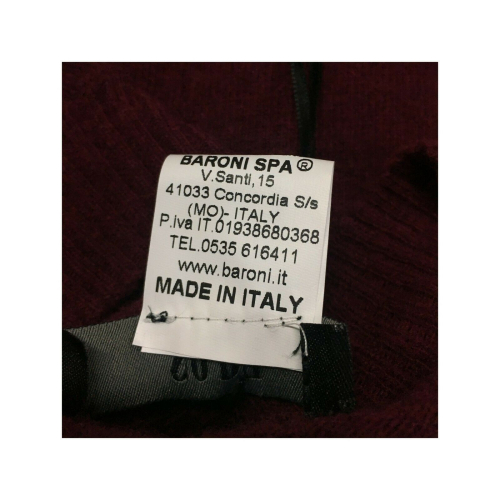 BARONI SPA®
V.Santi,15
41033 Concordia S/s
(MO)- ITALY
P.iva IT.01938680368
TEL.0535 616411
www.baroni.it
MADE IN ITALY